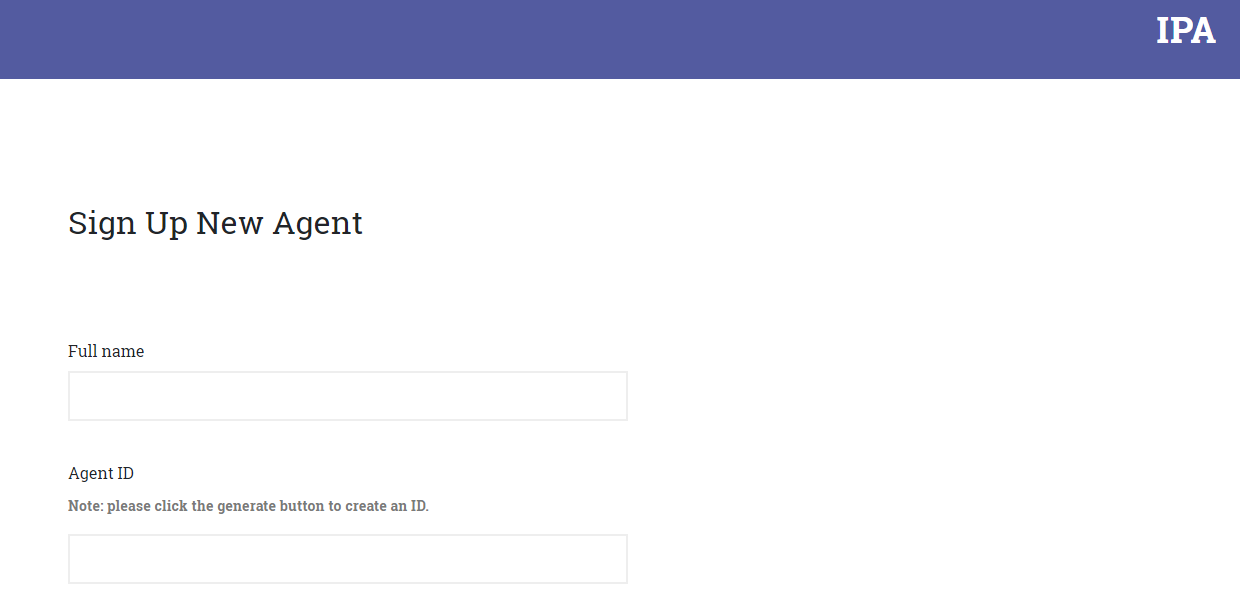 IPA
Sign Up New Agent
Full name
Agent ID
Note: please click the generate button to create an ID.